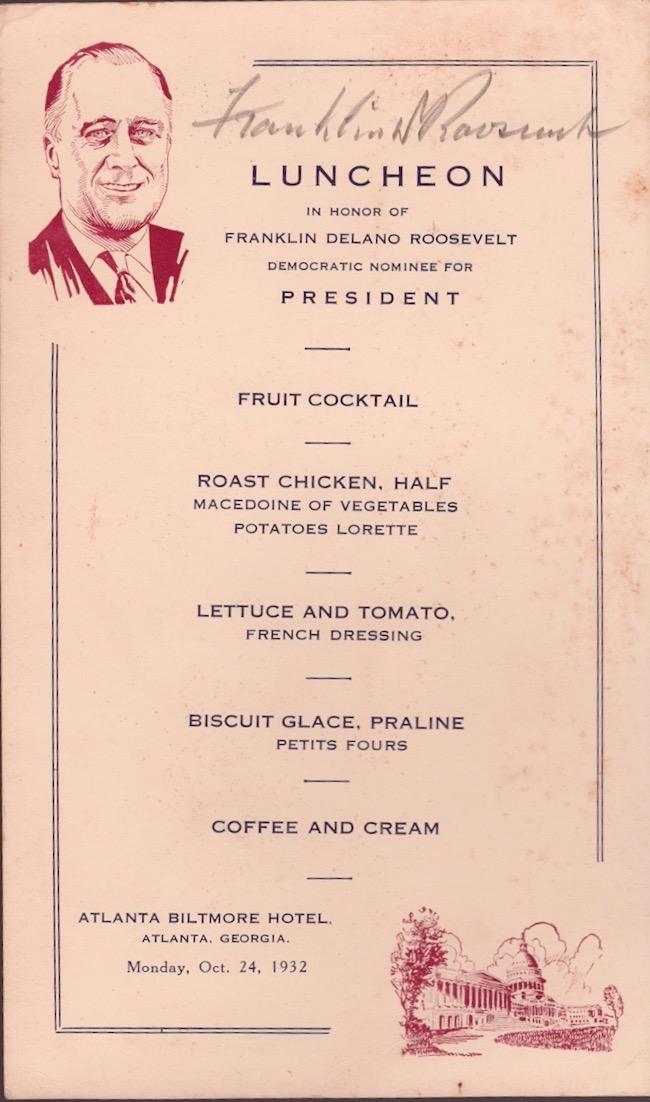 Franklin D Roosevelt
LUNCHEON
IN HONOR OF
FRANKLIN DELANO ROOSEVELT
DEMOCRATIC NOMINEE FOR
PRESIDENT
FRUIT COCKTAIL
ROAST CHICKEN, HALF
MACEDOINE OF VEGETABLES
POTATOES LORETTE
LETTUCE AND TOMATO,
FRENCH DRESSING
BISCUIT GLACE, PRALINE
PETITS FOURS
COFFEE AND CREAM
ATLANTA BILTMORE HOTEL,
ATLANTA, GEORGIA.
Monday, Oct. 24, 1932